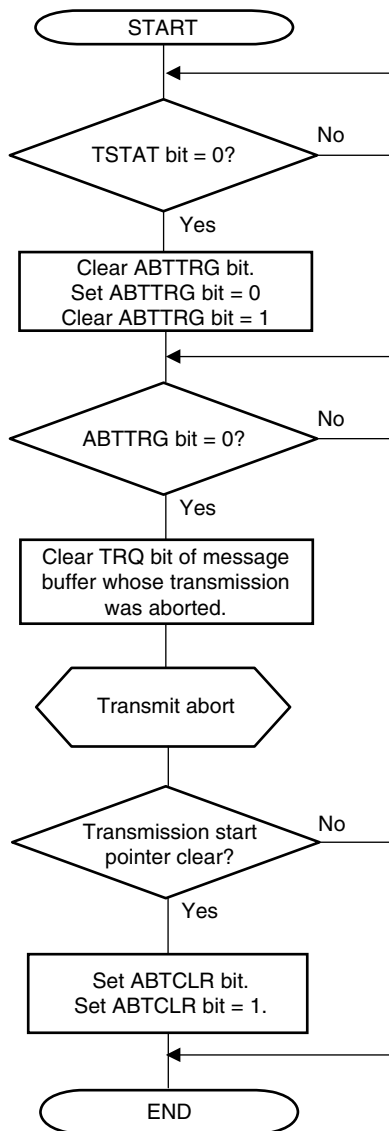 START
TSTAT bit = 0?
No
Yes
Clear ABTTRG bit.
Set ABTTRG bit = 0
Clear ABTTRG bit = 1
ABTTRG bit = 0?
No
Yes
Clear TRQ bit of message
buffer whose transmission
was aborted.
Transmit abort
Transmission start
pointer clear?
No
Yes
Set ABTCLR bit.
Set ABTCLR bit = 1.
END